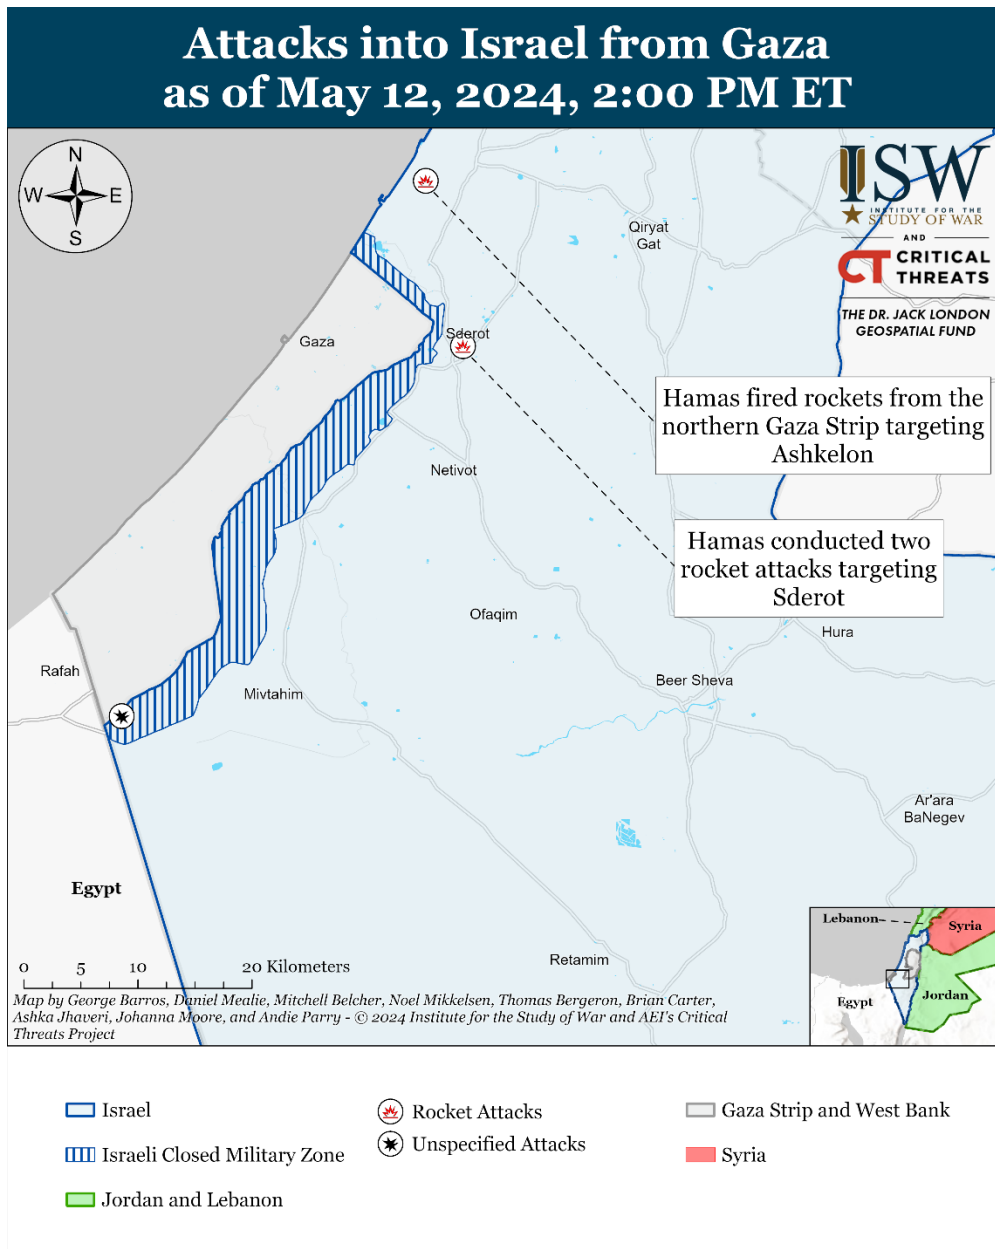 Attacks into Israel from Gaza
as of May 12, 2024, 2:00 PM ET
N
W
E
S
ISW
INSTITUTE FOR THE
STUDY OF WAR
AND
CT CRITICAL
THREATS
THE DR. JACK LONDON
GEOSPATIAL FUND
Qiryat
Gat
Gaza
Sderot
Hamas fired rockets from the
northern Gaza Strip targeting
Ashkelon
Netivot
Hamas conducted two
rocket attacks targeting
Sderot
Ofaqim
Hura
Rafah
Mivtahim
Beer Sheva
Ar'ara
BaNegev
Egypt
Retamim
0 5 10 20 Kilometers
Map by George Barros, Daniel Mealie, Mitchell Belcher, Noel Mikkelsen, Thomas Bergeron, Brian Carter,
Ashka Jhaveri, Johanna Moore, and Andie Parry - © 2024 Institute for the Study of War and AEI's Critical
Threats Project
Lebanon
Syria
Egypt
Jordan
Israel
Israeli Closed Military Zone
Jordan and Lebanon
Rocket Attacks
Unspecified Attacks
Gaza Strip and West Bank
Syria